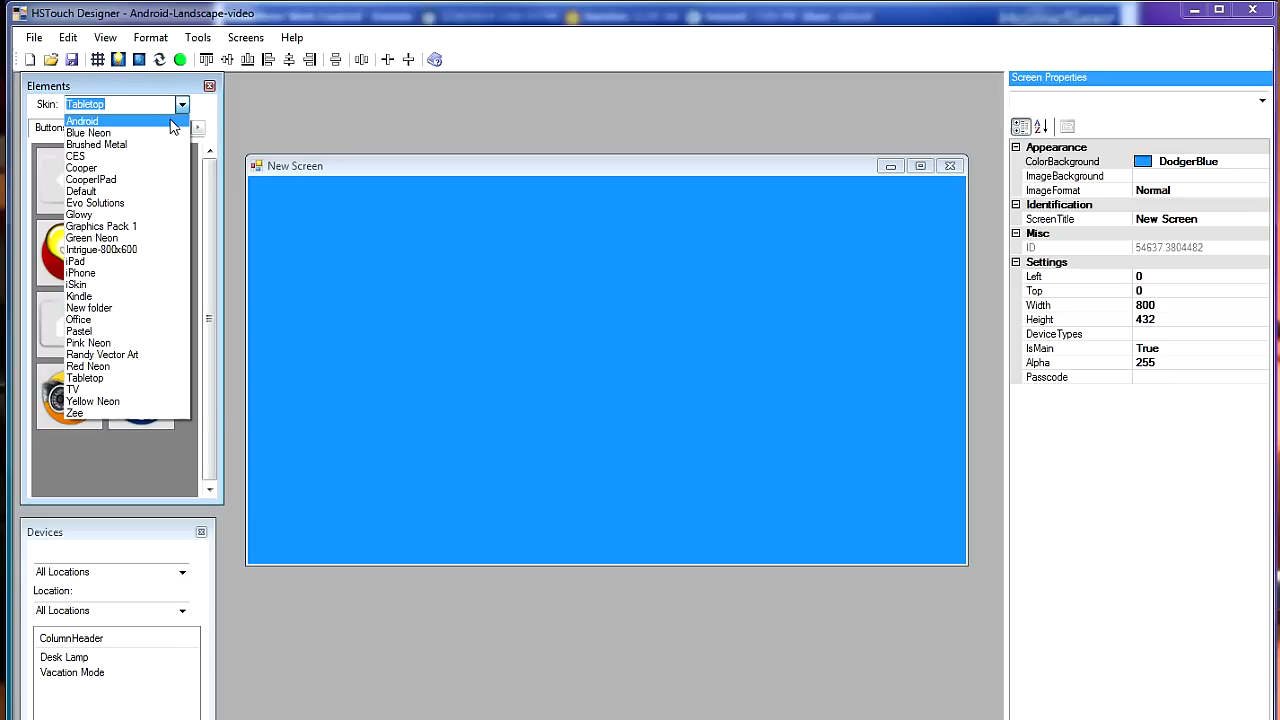 HSTouch Designer - Android-Landscape-video
File Edit View Format Tools Screens Help
Elements
Skin: Tabletop
Android
Blue Neon
Brushed Metal
CES
Cooper
CooperIPad
Default
Evo Solutions
Glowy
Graphics Pack 1
Green Neon
Intrigue-800x600
iPad
iPhone
iSkin
Kindle
New folder
Office
Pastel
Pink Neon
Randy Vector Art
Red Neon
Tabletop
TV
Yellow Neon
Zee
Devices
All Locations
Location:
All Locations
ColumnHeader
Desk Lamp
Vacation Mode
New Screen
Screen Properties
Appearance
ColorBackground DodgerBlue
ImageBackground
ImageFormat Normal
Identification
ScreenTitle New Screen
Misc
ID 54637.3804482
Settings
Left 0
Top 0
Width 800
Height 432
DeviceTypes
IsMain True
Alpha 255
Passcode